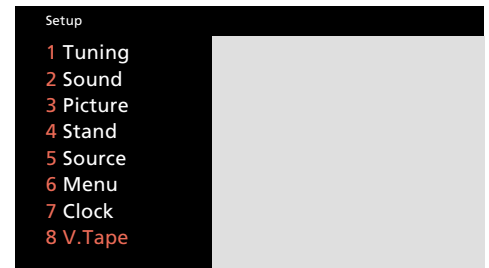 Setup
1 Tuning
2 Sound
3 Picture
4 Stand
5 Source
6 Menu
7 Clock
8 V.Tape